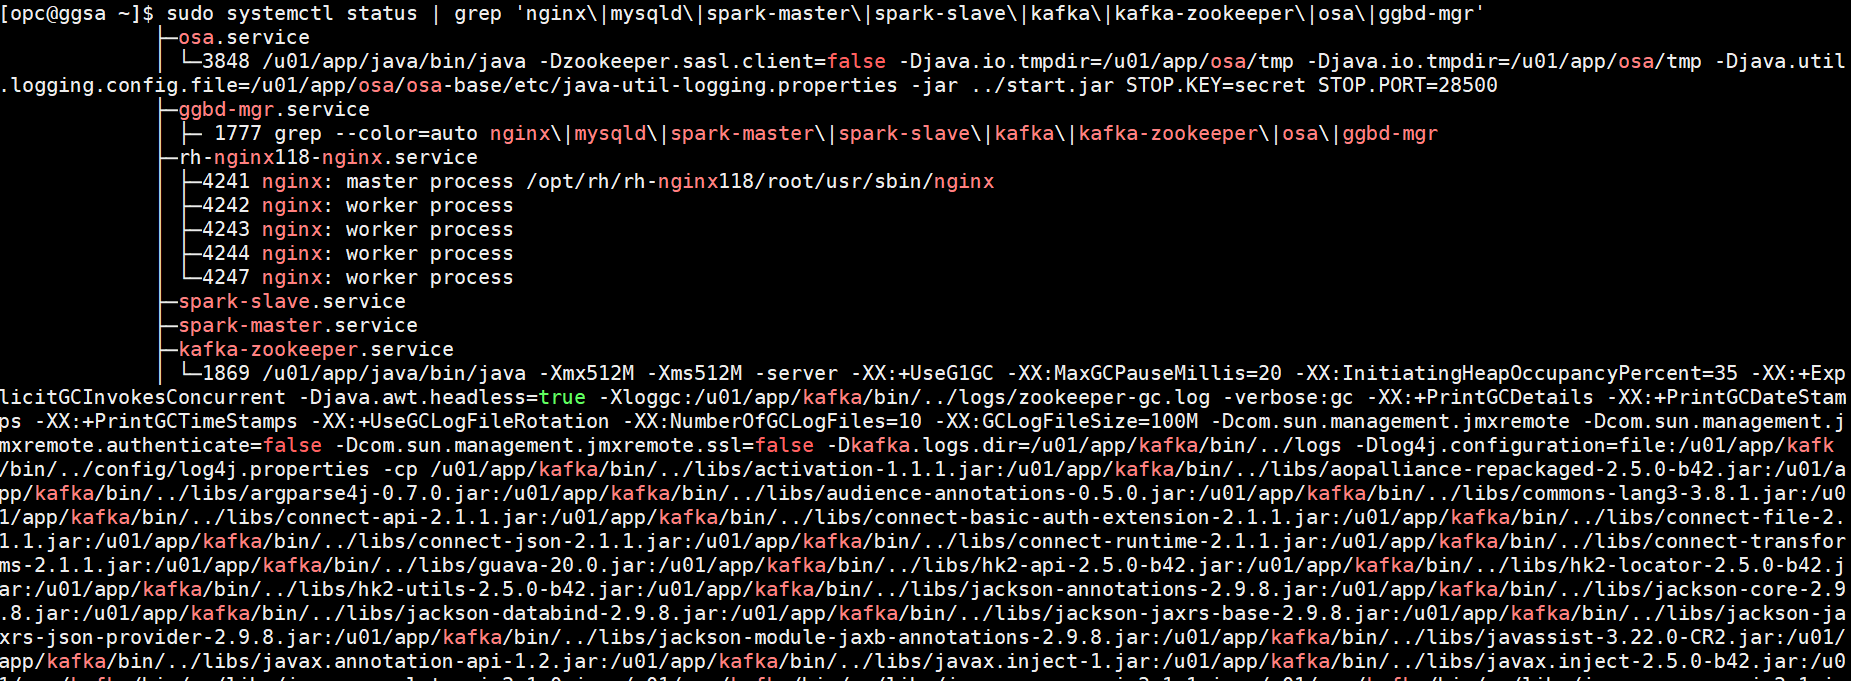 [opc@ggsa ~]$ sudo systemctl status | grep 'nginx\|mysqld\|spark-master\|spark-slave\|kafka\|kafka-zookeeper\|osa\|ggbd-mgr'
├─osa.service
│ └─3848 /u01/app/java/bin/java -Dzookeeper.sasl.client=false -Djava.io.tmpdir=/u01/app/osa/tmp -Djava.io.tmpdir=/u01/app/osa/tmp -Djava.util
.logging.config.file=/u01/app/osa/osa-base/etc/java-util-logging.properties -jar ../start.jar STOP.KEY=secret STOP.PORT=28500
├─ggbd-mgr.service
│ ├─ 1777 grep --color=auto nginx\|mysqld\|spark-master\|spark-slave\|kafka\|kafka-zookeeper\|osa\|ggbd-mgr
├─rh-nginx118-nginx.service
│ ├─4241 nginx: master process /opt/rh/rh-nginx118/root/usr/sbin/nginx
│ ├─4242 nginx: worker process
│ ├─4243 nginx: worker process
│ ├─4244 nginx: worker process
│ └─4247 nginx: worker process
├─spark-slave.service
├─spark-master.service
├─kafka-zookeeper.service
│ └─1869 /u01/app/java/bin/java -Xmx512M -Xms512M -server -XX:+UseG1GC -XX:MaxGCPauseMillis=20 -XX:InitiatingHeapOccupancyPercent=35 -XX:+Exp
licitGCInvokesConcurrent -Djava.awt.headless=true -Xloggc:/u01/app/kafka/bin/../logs/zookeeper-gc.log -verbose:gc -XX:+PrintGCDetails -XX:+PrintGCDateStam
ps -XX:+PrintGCTimeStamps -XX:+UseGCLogFileRotation -XX:NumberOfGCLogFiles=10 -XX:GCLogFileSize=100M -Dcom.sun.management.jmxremote -Dcom.sun.management.j
mxremote.authenticate=false -Dcom.sun.management.jmxremote.ssl=false -Dkafka.logs.dir=/u01/app/kafka/bin/../logs -Dlog4j.configuration=file:/u01/app/kafk
/bin/../config/log4j.properties -cp /u01/app/kafka/bin/../libs/activation-1.1.1.jar:/u01/app/kafka/bin/../libs/aopalliance-repackaged-2.5.0-b42.jar:/u01/a
pp/kafka/bin/../libs/argparse4j-0.7.0.jar:/u01/app/kafka/bin/../libs/audience-annotations-0.5.0.jar:/u01/app/kafka/bin/../libs/commons-lang3-3.8.1.jar:/u0
1/app/kafka/bin/../libs/connect-api-2.1.1.jar:/u01/app/kafka/bin/../libs/connect-basic-auth-extension-2.1.1.jar:/u01/app/kafka/bin/../libs/connect-file-2.
1.1.jar:/u01/app/kafka/bin/../libs/connect-json-2.1.1.jar:/u01/app/kafka/bin/../libs/connect-runtime-2.1.1.jar:/u01/app/kafka/bin/../libs/connect-transfor
ms-2.1.1.jar:/u01/app/kafka/bin/../libs/guava-20.0.jar:/u01/app/kafka/bin/../libs/hk2-api-2.5.0-b42.jar:/u01/app/kafka/bin/../libs/hk2-locator-2.5.0-b42.j
ar:/u01/app/kafka/bin/../libs/hk2-utils-2.5.0-b42.jar:/u01/app/kafka/bin/../libs/jackson-annotations-2.9.8.jar:/u01/app/kafka/bin/../libs/jackson-core-2.9
.8.jar:/u01/app/kafka/bin/../libs/jackson-databind-2.9.8.jar:/u01/app/kafka/bin/../libs/jackson-jaxrs-base-2.9.8.jar:/u01/app/kafka/bin/../libs/jackson-ja
xrs-json-provider-2.9.8.jar:/u01/app/kafka/bin/../libs/jackson-module-jaxb-annotations-2.9.8.jar:/u01/app/kafka/bin/../libs/javassist-3.22.0-CR2.jar:/u01/
app/kafka/bin/../libs/javax.annotation-api-1.2.jar:/u01/app/kafka/bin/../libs/javax.inject-1.jar:/u01/app/kafka/bin/../libs/javax.inject-2.5.0-b42.jar:/u0